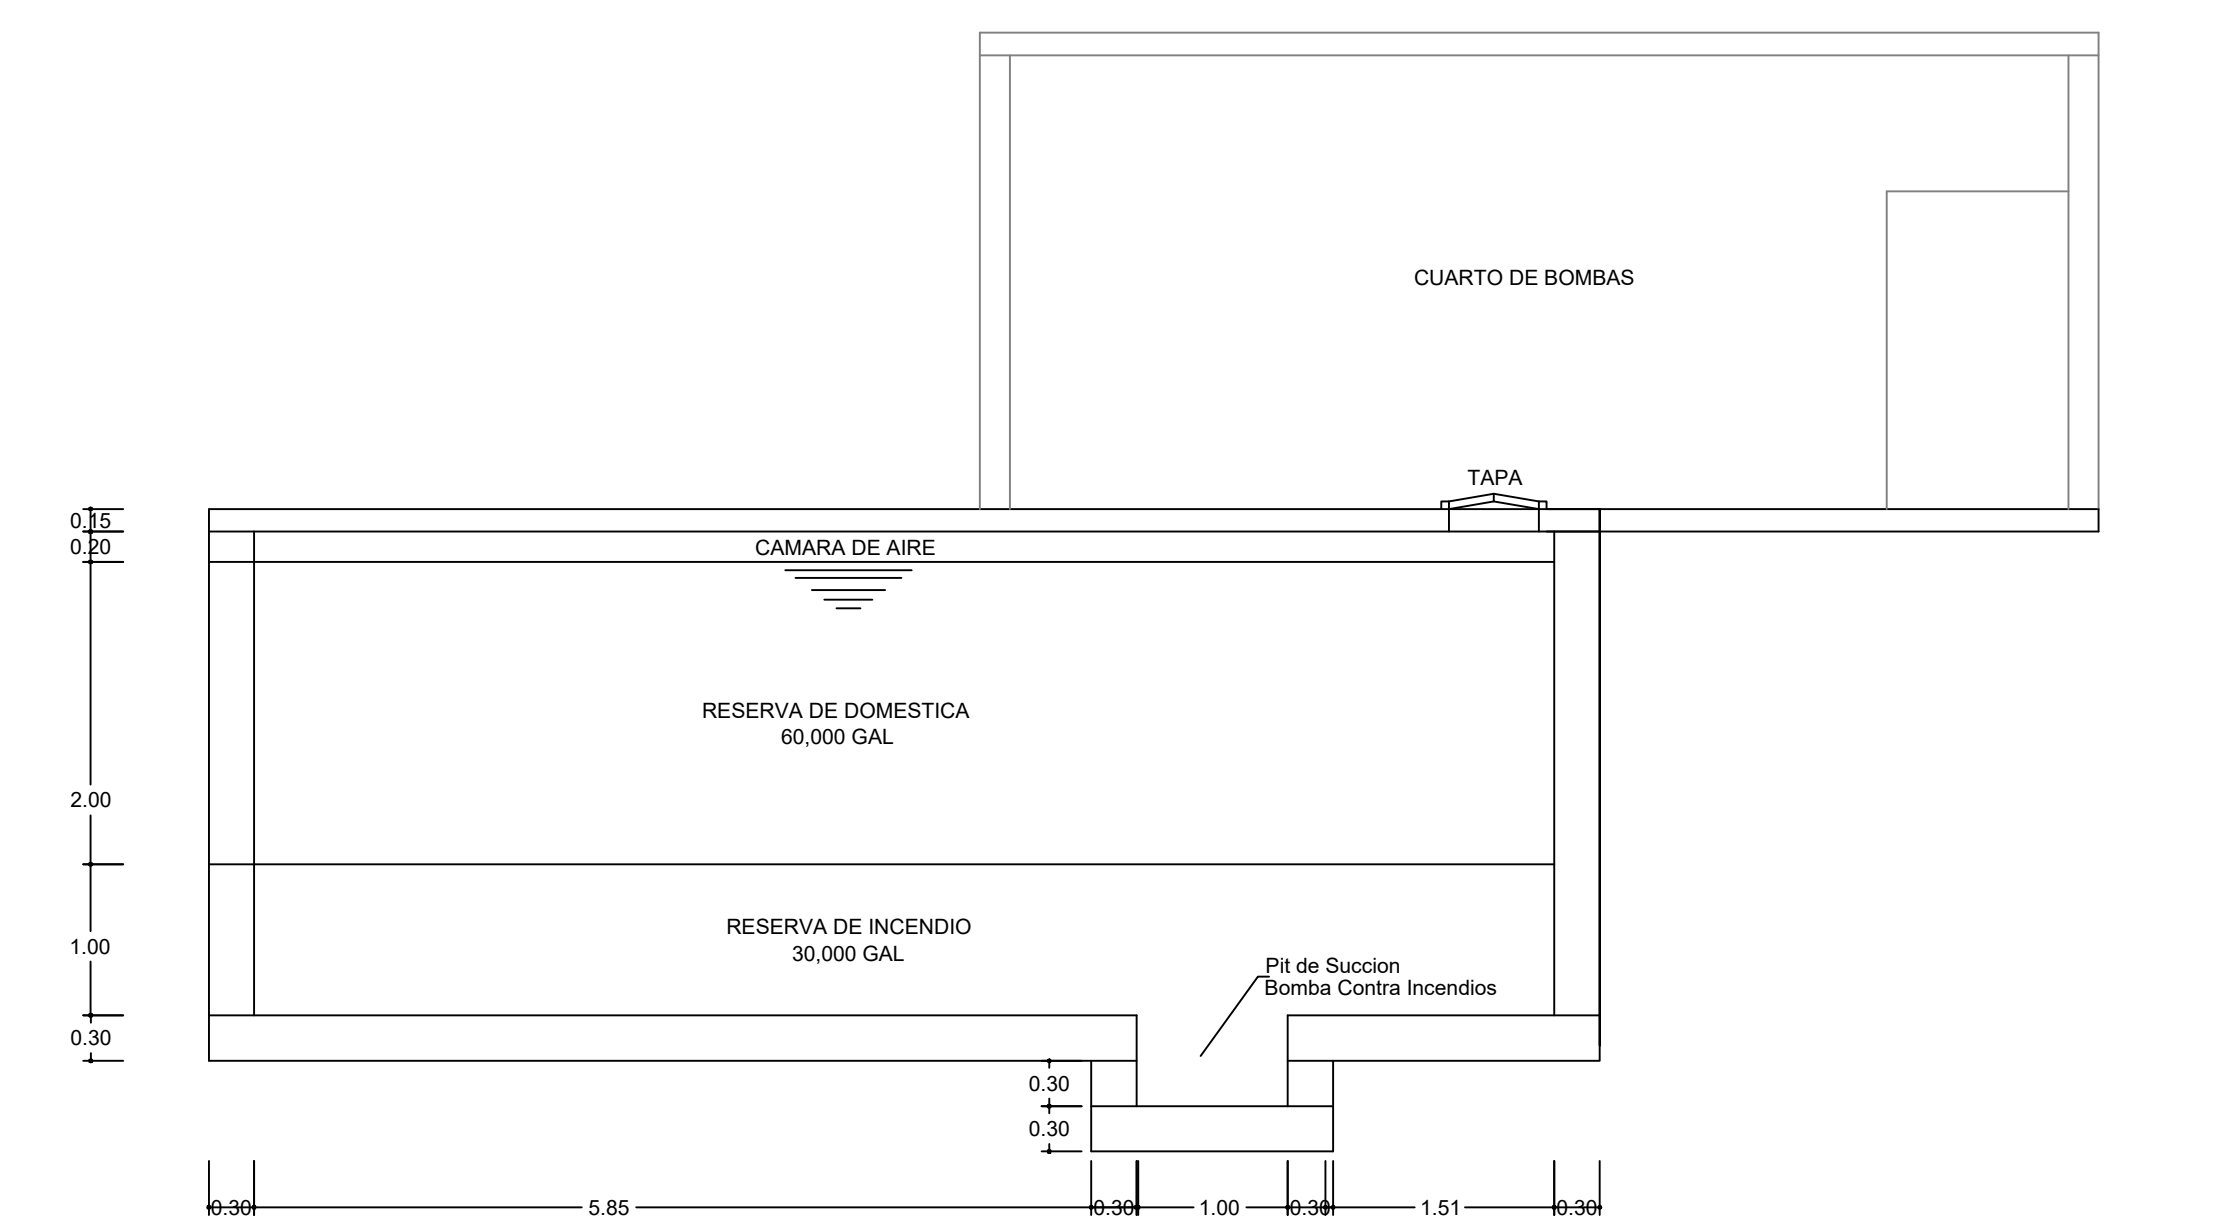 CUARTO DE BOMBAS
TAPA
0.15
0.20
CAMARA DE AIRE
RESERVA DE DOMESTICA
60,000 GAL
2.00
RESERVA DE INCENDIO
30,000 GAL
1.00
Pit de Succion
Bomba Contra Incendios
0.30
0.30
0.30
0.30
5.85
0.30
1.00
0.30
1.51
0.30